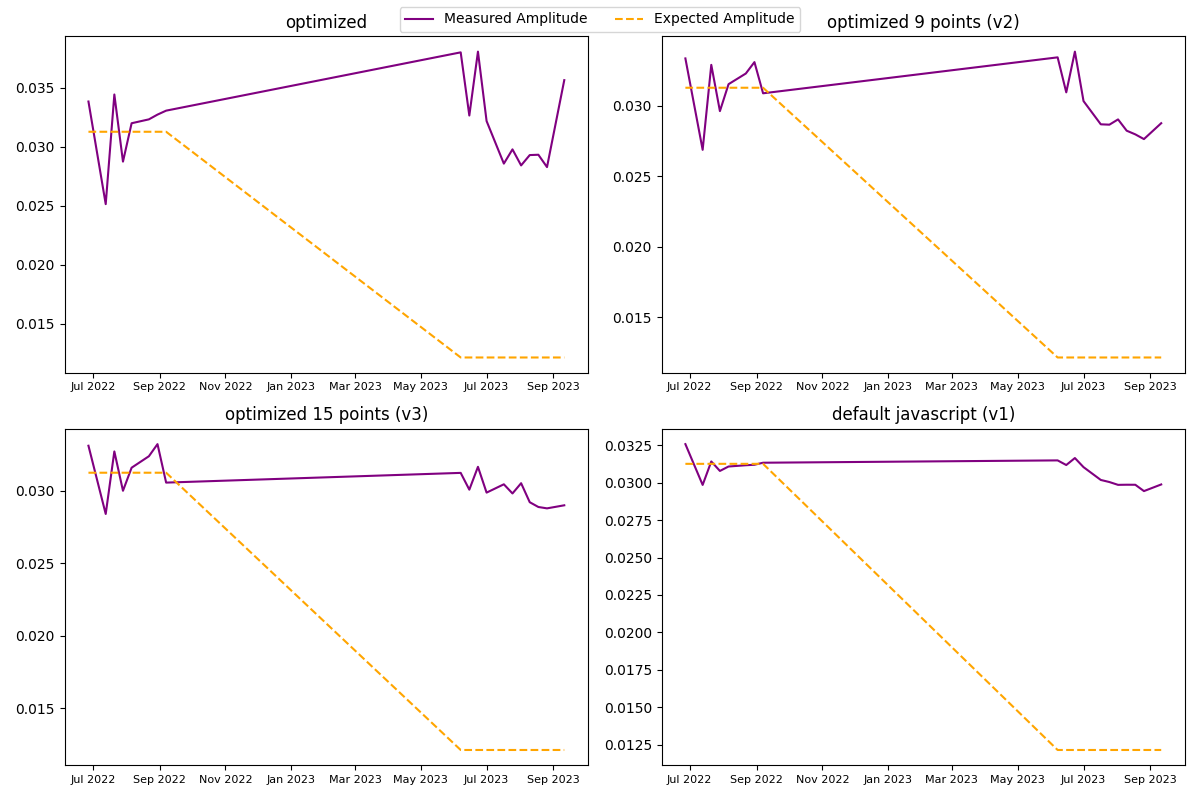 Measured Amplitude Expected Amplitude
optimized
0.035
0.030
0.025
0.020
0.015
Jul 2022 Sep 2022 Nov 2022 Jan 2023 Mar 2023 May 2023 Jul 2023 Sep 2023
optimized 9 points (v2)
0.030
0.025
0.020
0.015
Jul 2022 Sep 2022 Nov 2022 Jan 2023 Mar 2023 May 2023 Jul 2023 Sep 2023
optimized 15 points (v3)
0.030
0.025
0.020
0.015
Jul 2022 Sep 2022 Nov 2022 Jan 2023 Mar 2023 May 2023 Jul 2023 Sep 2023
default javascript (v1)
0.0325
0.0300
0.0275
0.0250
0.0225
0.0200
0.0175
0.0150
0.0125
Jul 2022 Sep 2022 Nov 2022 Jan 2023 Mar 2023 May 2023 Jul 2023 Sep 2023